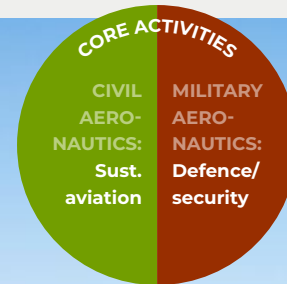 CORE ACTIVITIES
CIVIL
AERO-
NAUTICS:
Sust.
aviation
MILITARY
AERO-
NAUTICS:
Defence/
security